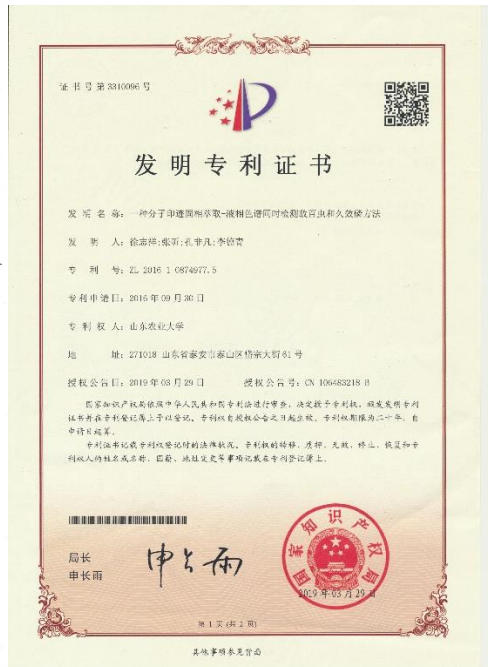 证书号第3310096号
发明专利证书
发 明 名 称：一种分子印迹固相萃取-液相色谱同时检测敌百虫和久效磷方法
发 明 人：徐志祥;张昕;孔非凡;李镜青
专 利 号：ZL 2016 1 0874977.5
专利申请日：2016年09月30日
专 利 权 人：山东农业大学
地 址：271018 山东省泰安市泰山区岱宗大街61号
授权公告日：2019年03月29日 授权公告号：CN 106483218 B
国家知识产权局依照中华人民共和国专利法进行审查，决定授予专利权，颁发发明专利
证书并在专利登记簿上予以登记。专利权自授权公告之日起生效。专利权期限为二十年，自
申请日起算。
专利证书记载专利权登记时的法律状况。专利权的转移、质押、无效、终止、恢复和专
利权人的姓名或名称、国籍、地址变更等事项记载在专利登记簿上。
局长
申长雨
申长雨
国家知识产权局
2019年03月29日
第 1 页 (共 2 页)
其他事项参见背面